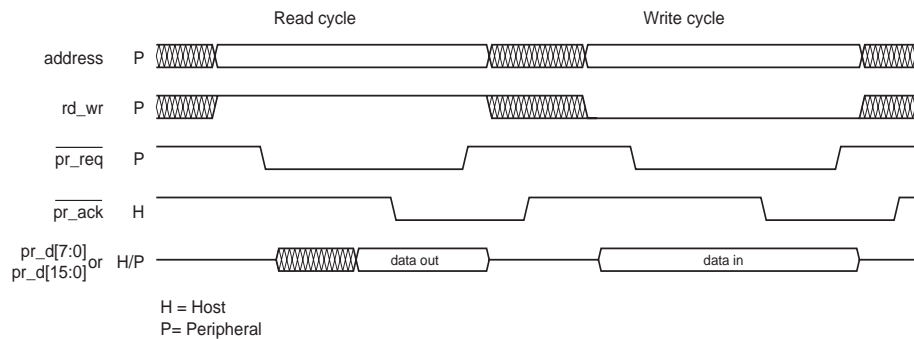 Read cycle Write cycle
address P
rd_wr P
pr_req P
pr_ack H
pr_d[7:0] or H/P
pr_d[15:0]
data out data in
H = Host
P= Peripheral